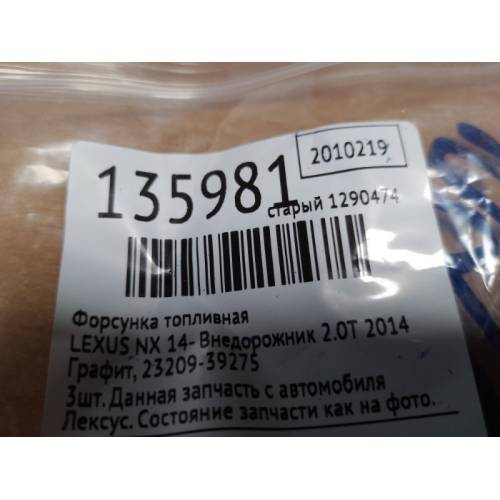 2010219
135981
старый 1290474
Форсунка топливная
LEXUS NX 14- Внедорожник 2.0T 2014
Графит, 23209-39275
3шт. Данная запчасть с автомобиля
Лексус. Состояние запчасти как на фото.